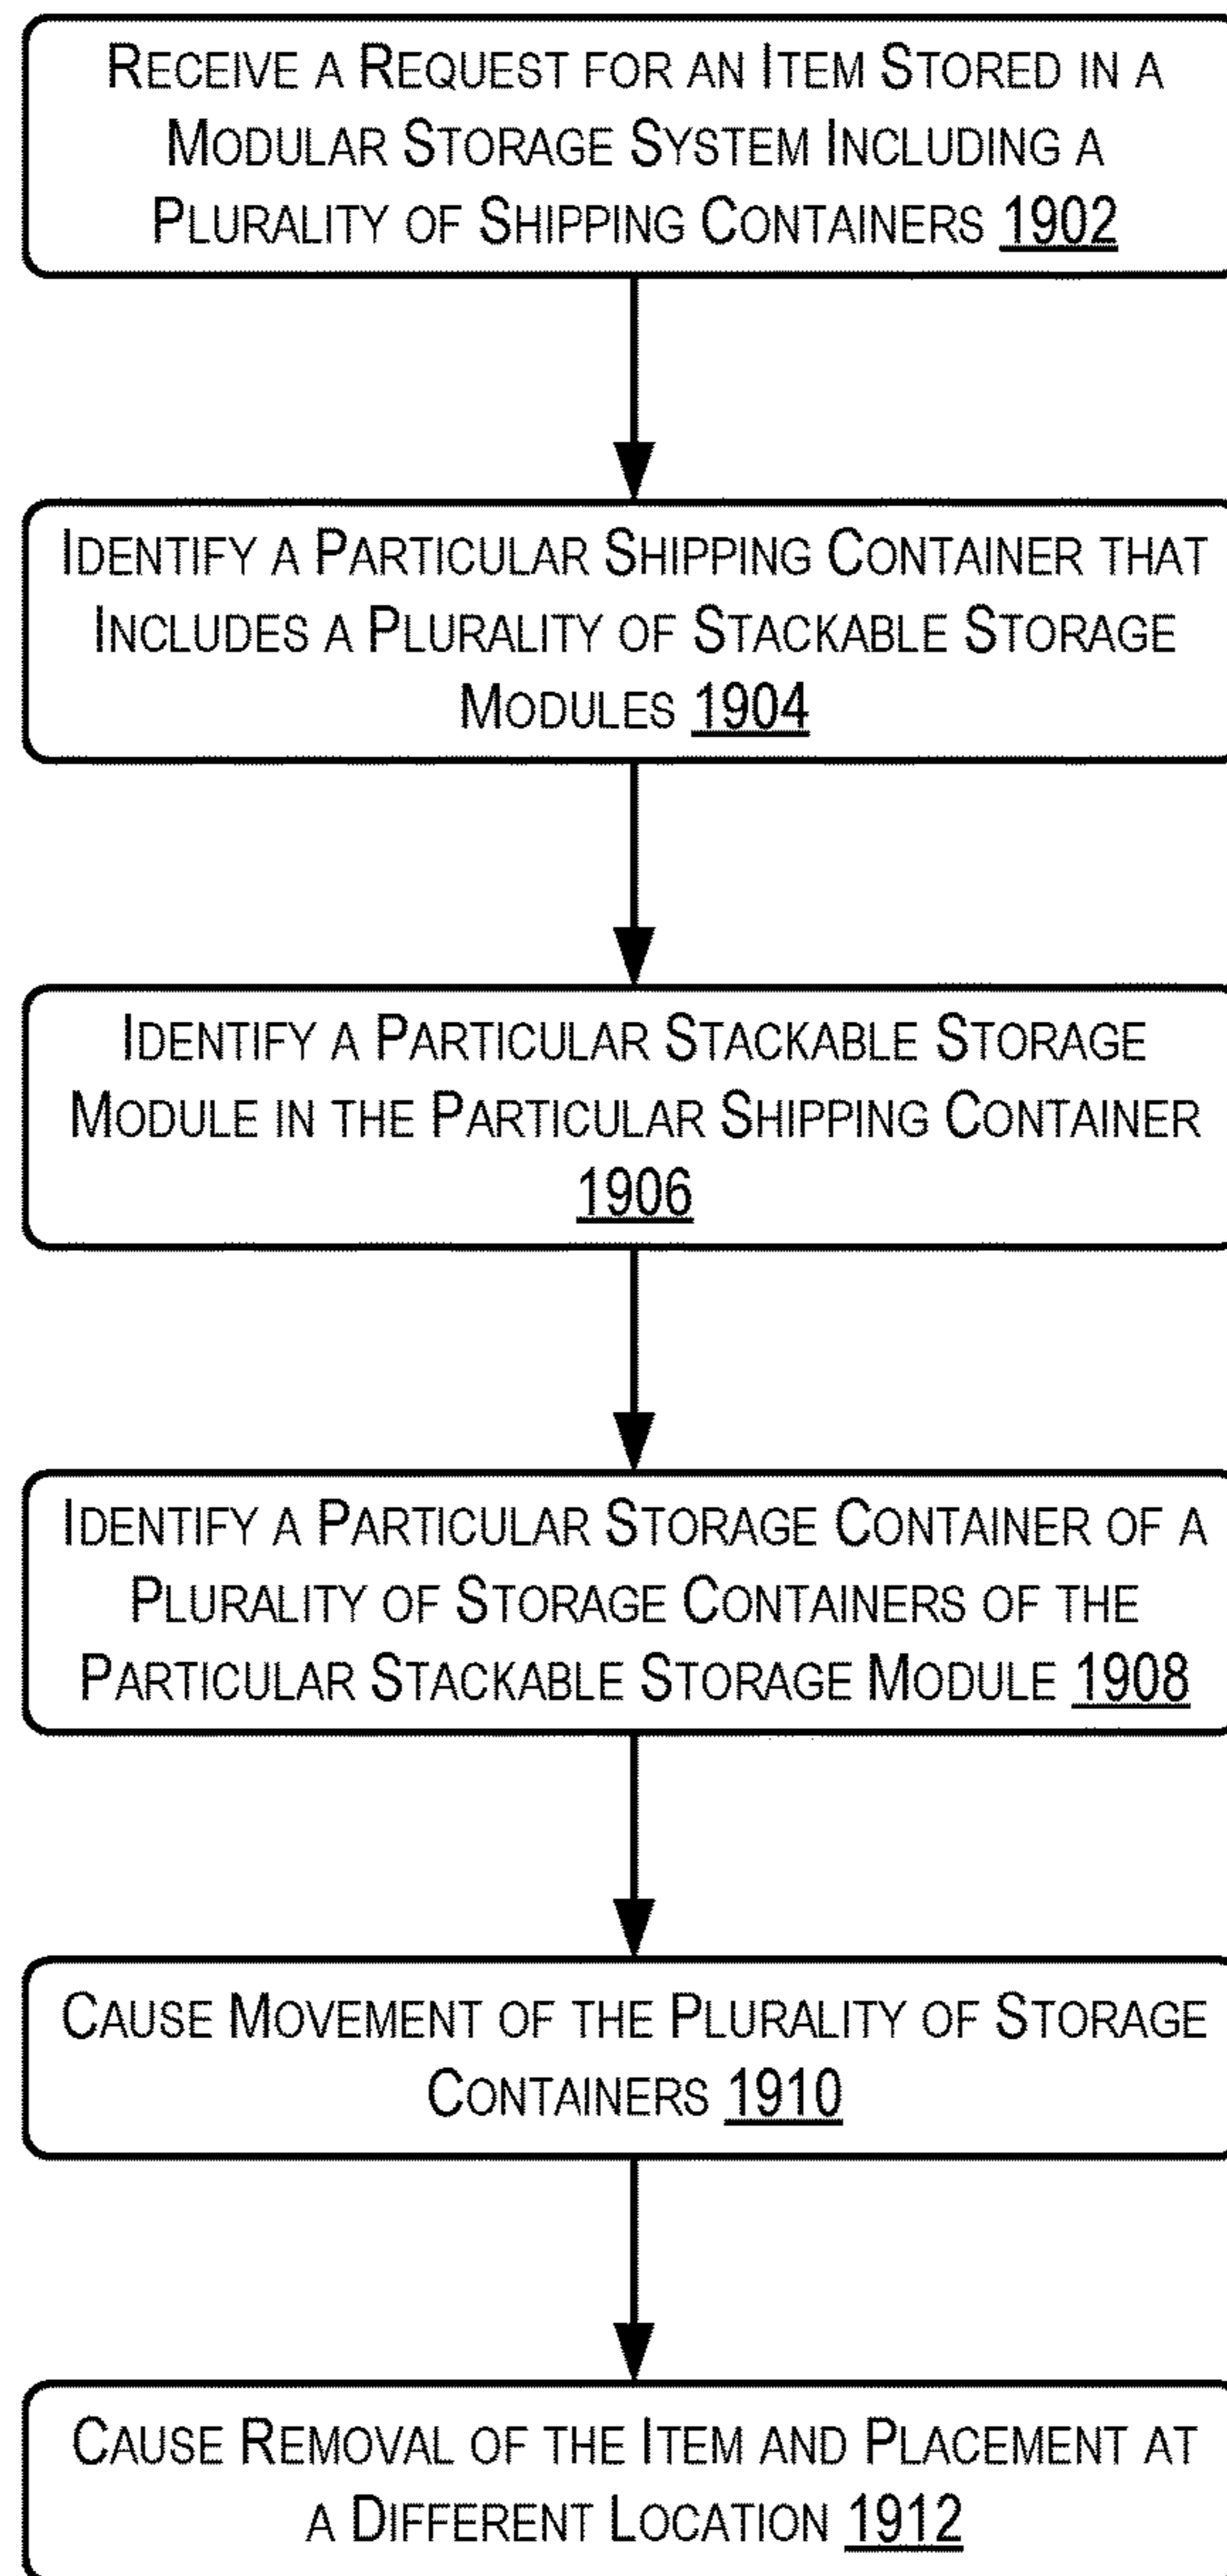 Receive a Request for an Item Stored in a
Modular Storage System Including a
Plurality of Shipping Containers 1902
Identify a Particular Shipping Container that
Includes a Plurality of Stackable Storage
Modules 1904
Identify a Particular Stackable Storage
Module in the Particular Shipping Container
1906
Identify a Particular Storage Container of a
Plurality of Storage Containers of the
Particular Stackable Storage Module 1908
Cause Movement of the Plurality of Storage
Containers 1910
Cause Removal of the Item and Placement at
a Different Location 1912